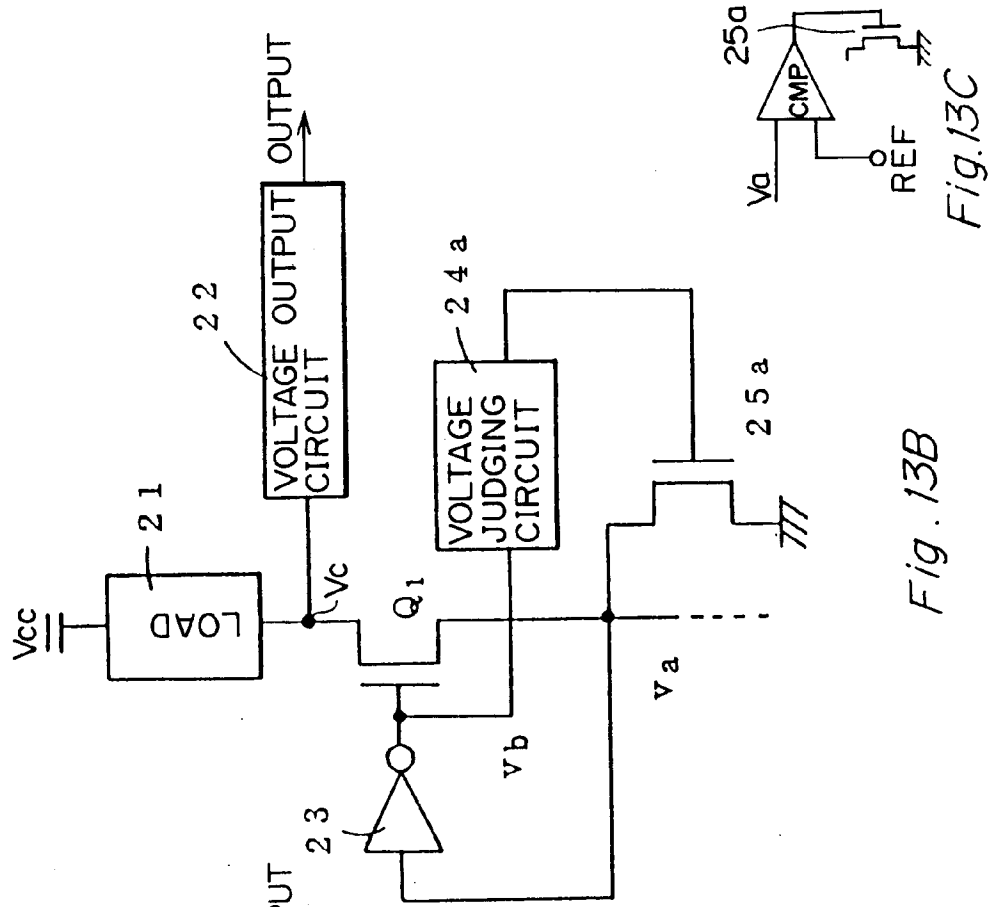 Vcc
21
LOAD
22
VOLTAGE OUTPUT
CIRCUIT
OUTPUT
Vc
Q1
23
Vb
VOLTAGE
JUDGING
CIRCUIT
24a
Va
25a
Fig. 13B
Va
CMP
REF
25a
Fig. 13C
PUT